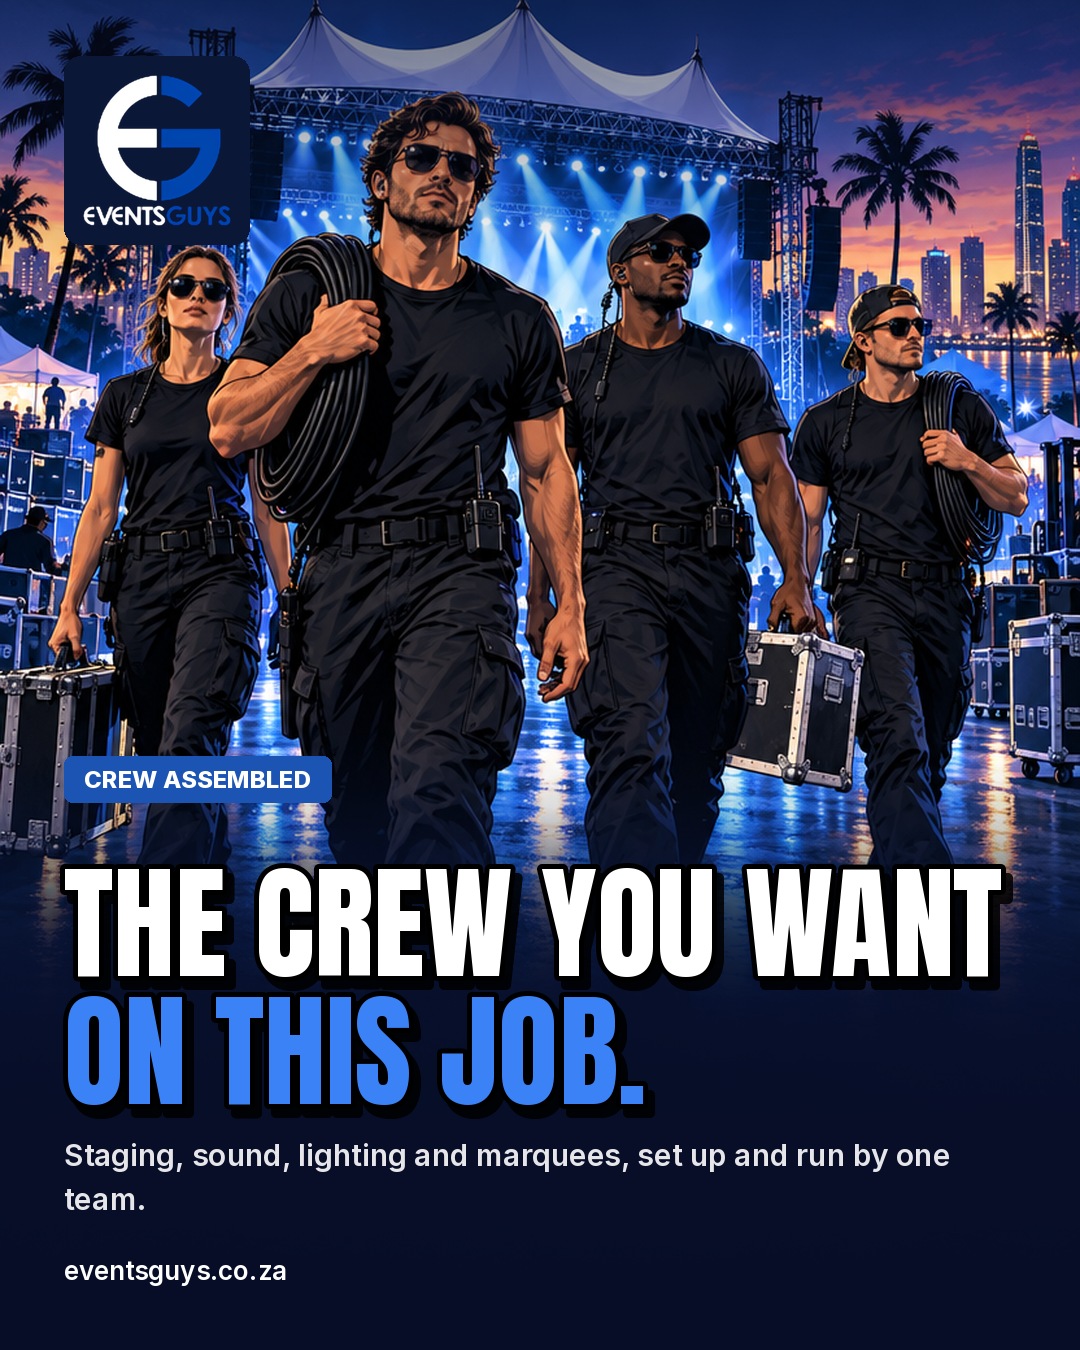 EVENTSGUYS
CREW ASSEMBLED
THE CREW YOU WANT
ON THIS JOB.
Staging, sound, lighting and marquees, set up and run by one
team.
eventsguys.co.za